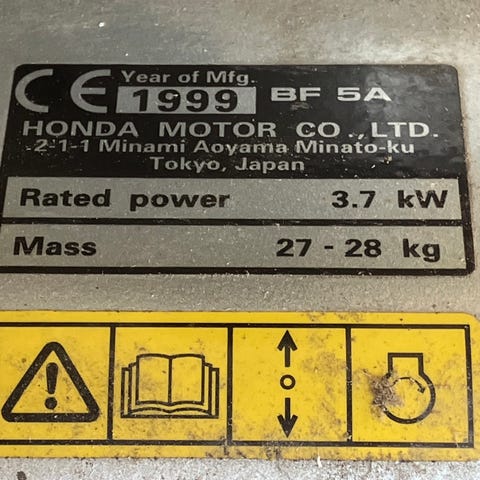 CE Year of Mfg.
1999 BF 5A
HONDA MOTOR CO.,LTD.
2-1-1 Minami Aoyama Minato-ku
Tokyo, Japan
Rated power 3.7 kW
Mass 27 - 28 kg